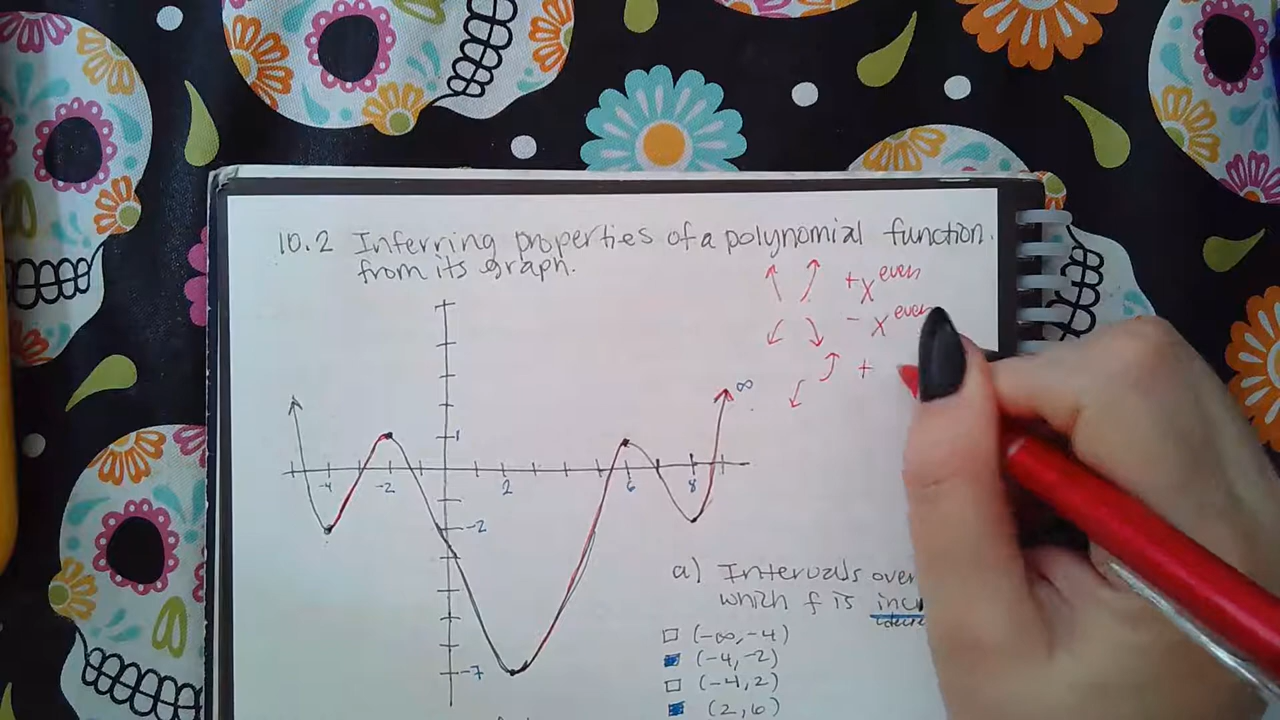 10.2 Inferring properties of a polynomial function
from its graph.
+x^even
-x^even
+
∞
1
-4
-2
2
6
8
-2
-7
a) Intervals over
which f is
(-∞,-4)
(-4,-2)
(-4,2)
(2,6)